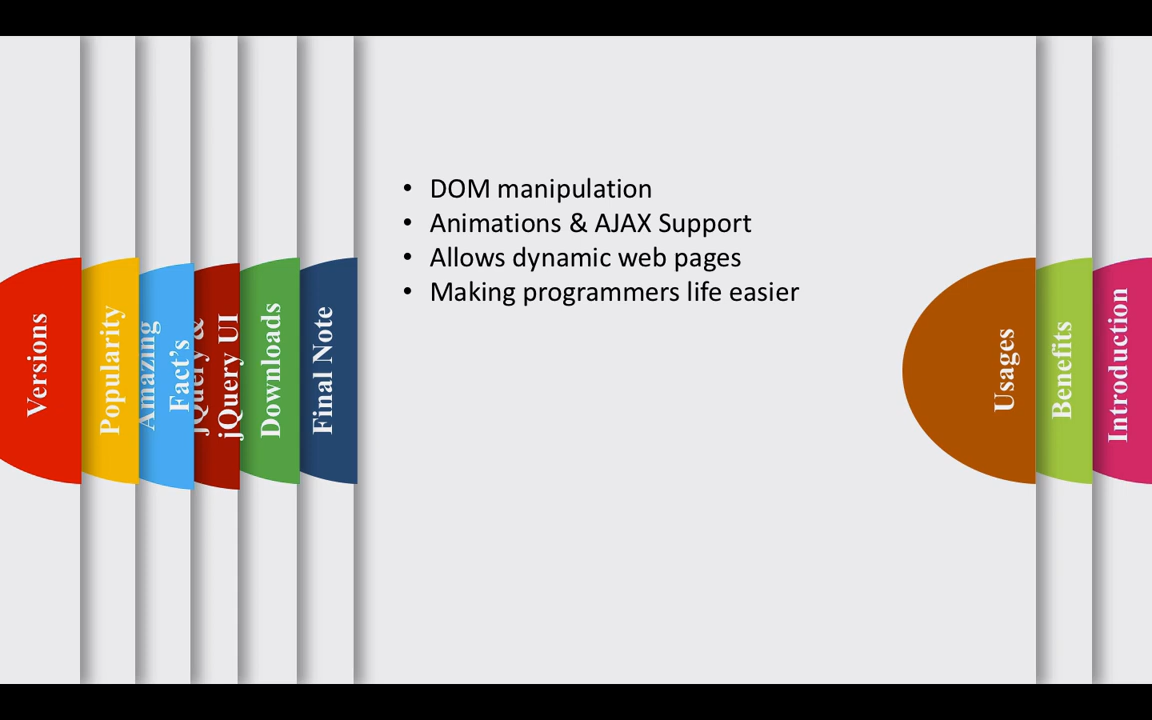 Versions
Popularity
Amazing
Fact's
jQuery &
jQuery UI
Downloads
Final Note
• DOM manipulation
• Animations & AJAX Support
• Allows dynamic web pages
• Making programmers life easier
Usages
Benefits
Introduction